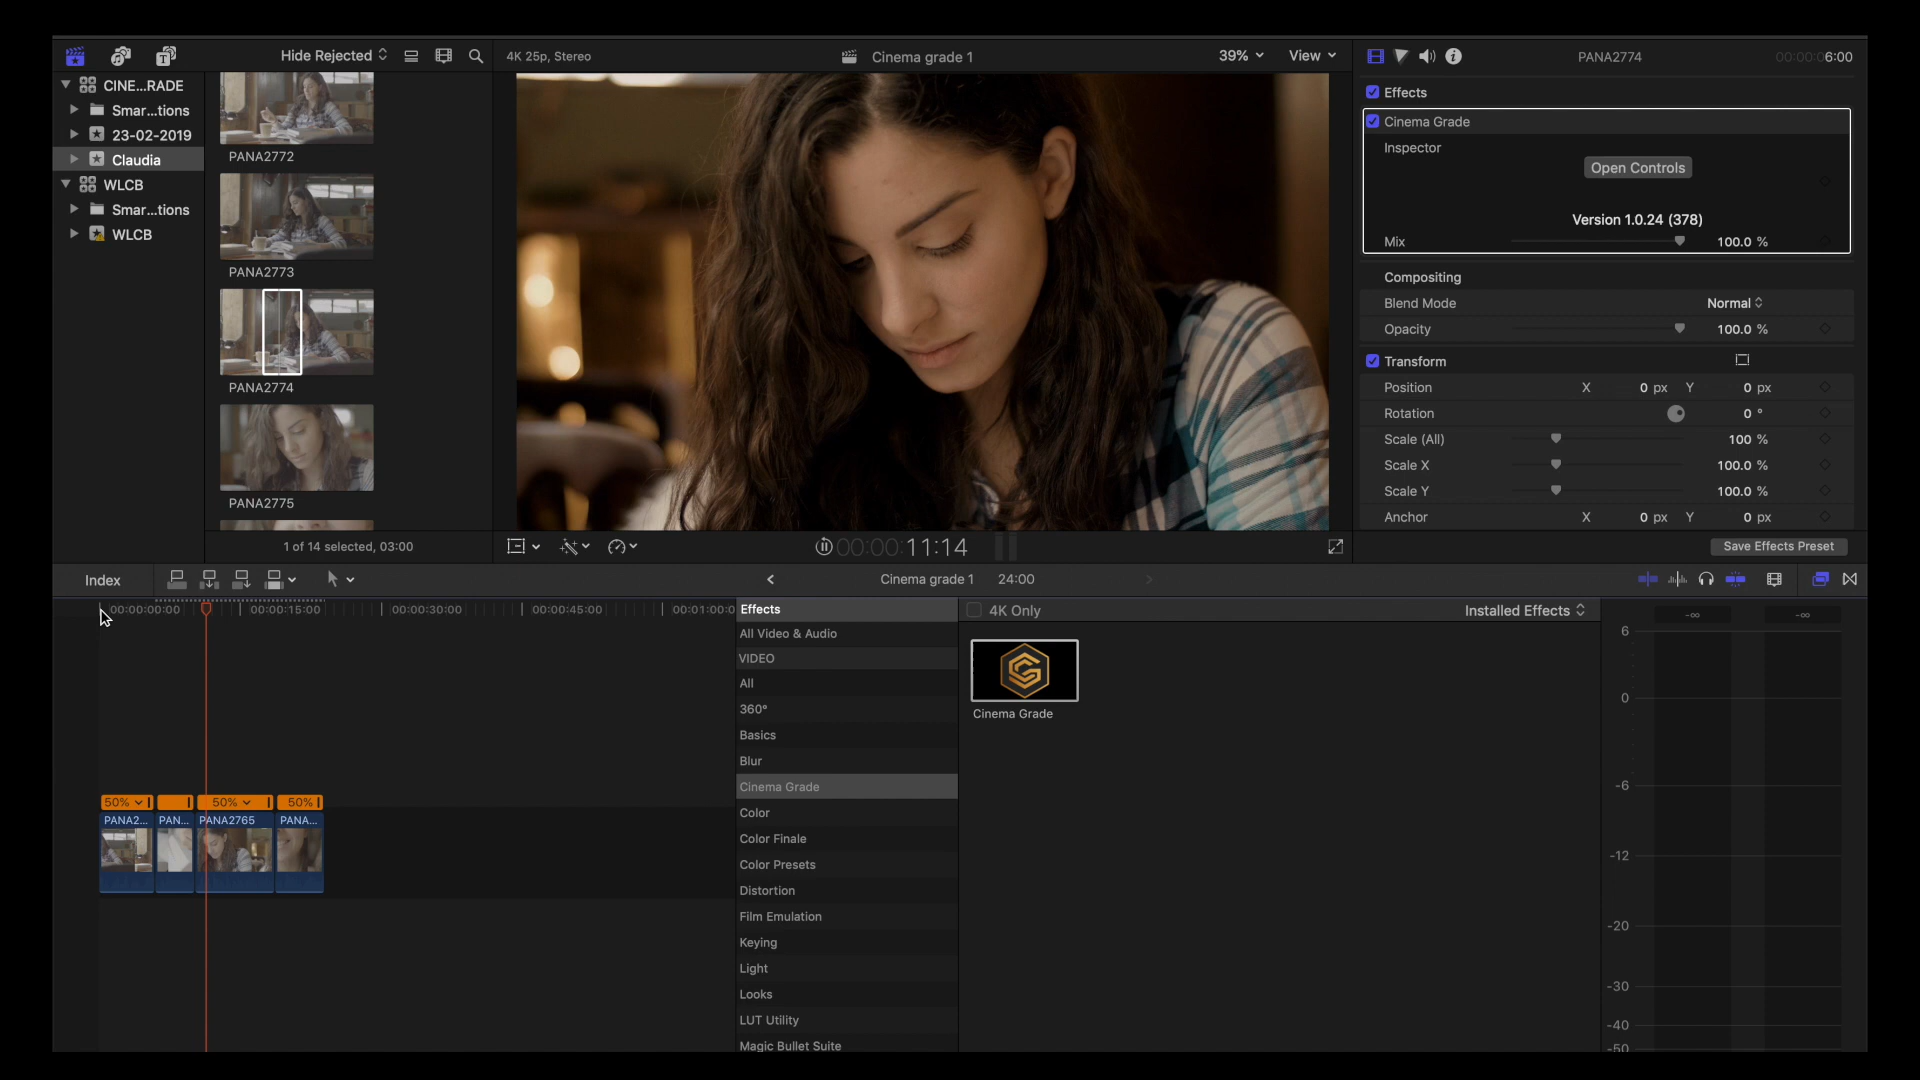 Hide Rejected
4K 25p, Stereo
Cinema grade 1
39%
View
PANA2774
00:00:06:00
CINE...RADE
Smar...tions
23-02-2019
Claudia
WLCB
Smar...tions
WLCB
PANA2772
PANA2773
PANA2774
PANA2775
1 of 14 selected, 03:00
00:00:11:14
Effects
Cinema Grade
Inspector
Open Controls
Version 1.0.24 (378)
Mix
100.0 %
Compositing
Blend Mode
Normal
Opacity
100.0 %
Transform
Position
X
0 px
Y
0 px
Rotation
0 °
Scale (All)
100 %
Scale X
100.0 %
Scale Y
100.0 %
Anchor
X
0 px
Y
0 px
Save Effects Preset
Index
Cinema grade 1
24:00
00:00:00:00
00:00:15:00
00:00:30:00
00:00:45:00
00:01:00:0
50%
50%
50%
PANA2...
PAN...
PANA2765
PANA...
Effects
All Video & Audio
VIDEO
All
360°
Basics
Blur
Cinema Grade
Color
Color Finale
Color Presets
Distortion
Film Emulation
Keying
Light
Looks
LUT Utility
Magic Bullet Suite
4K Only
Installed Effects
Cinema Grade
-∞
-∞
6
0
-6
-12
-20
-30
-40
-50